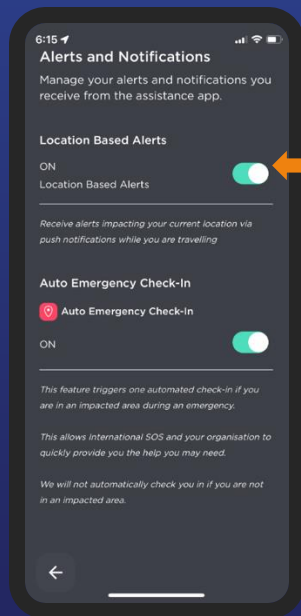 6:15
Alerts and Notifications
Manage your alerts and notifications you
receive from the assistance app.
Location Based Alerts
ON
Location Based Alerts
Receive alerts impacting your current location via
push notifications while you are travelling
Auto Emergency Check-In
Auto Emergency Check-In
ON
This feature triggers one automated check-in if you
are in an impacted area during an emergency.
This allows International SOS and your organisation to
quickly provide you the help you may need.
We will not automatically check you in if you are not
in an impacted area.